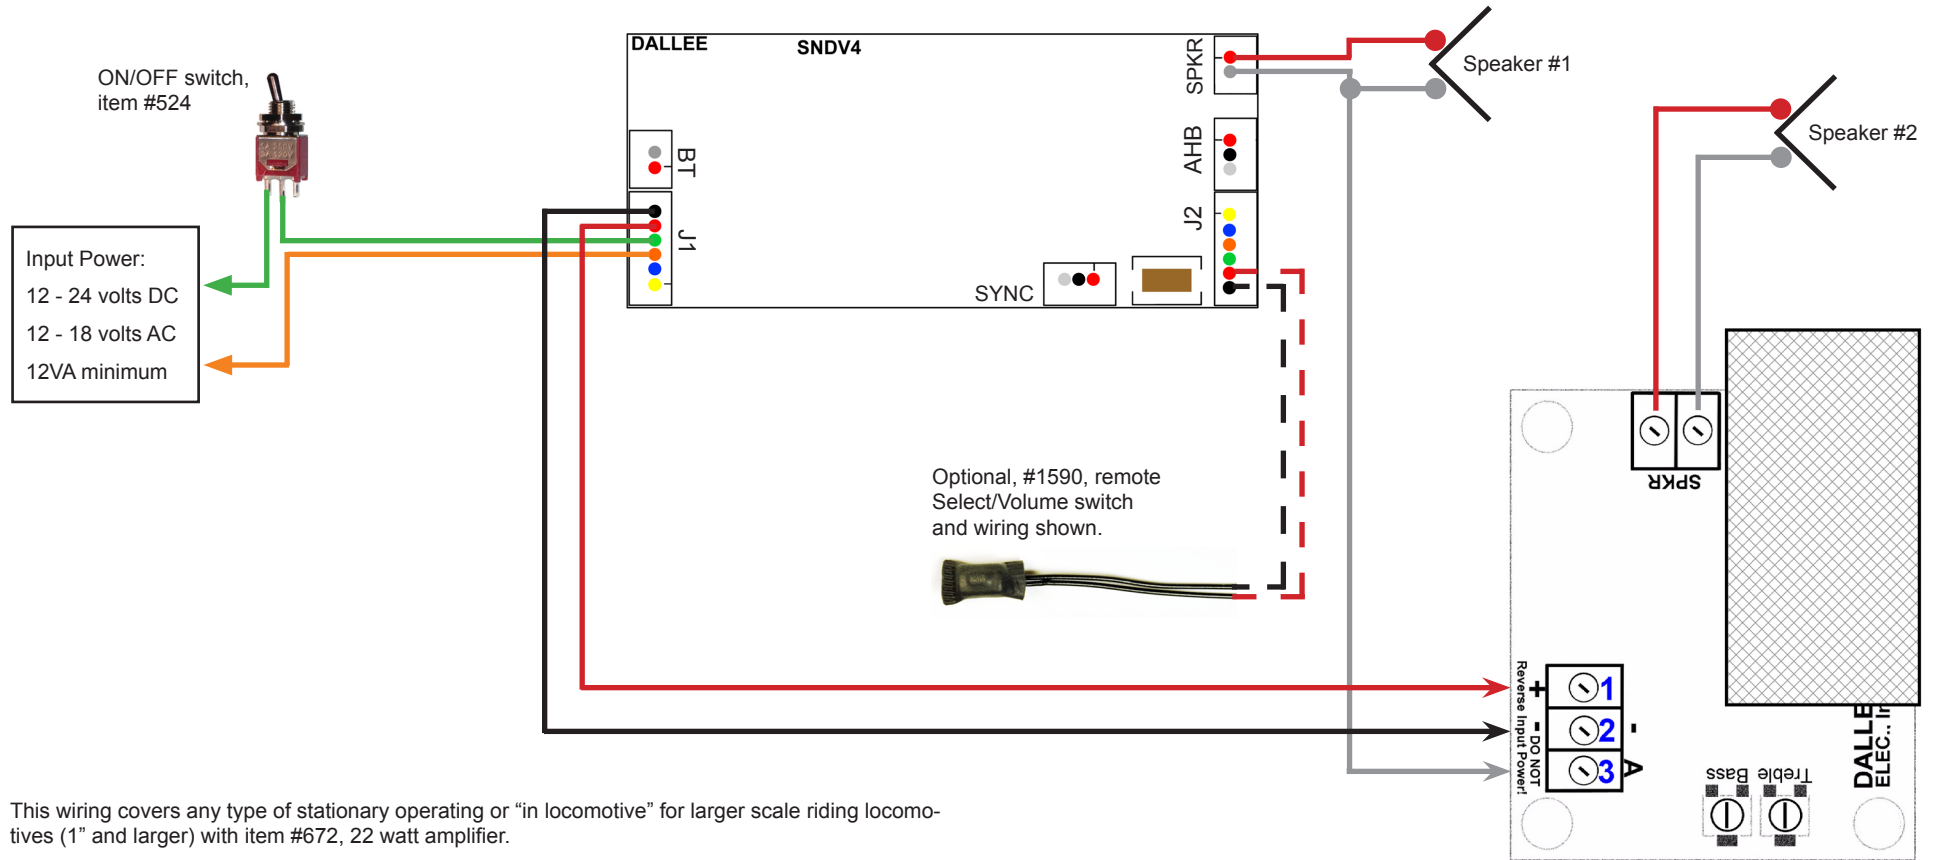 DALLEE
SNDV4
SPKR
Speaker #1
ON/OFF switch,
item #524
Speaker #2
BT
AHB
J1
J2
Input Power:
12 - 24 volts DC
12 - 18 volts AC
12VA minimum
SYNC
Optional, #1590, remote
Select/Volume switch
and wiring shown.
SPKR
+ 1
- 2 -
3 A
DO NOT
Reverse Input Power!
Bass
Treble
DALLE
ELEC.. In
This wiring covers any type of stationary operating or “in locomotive” for larger scale riding locomo-
tives (1” and larger) with item #672, 22 watt amplifier.